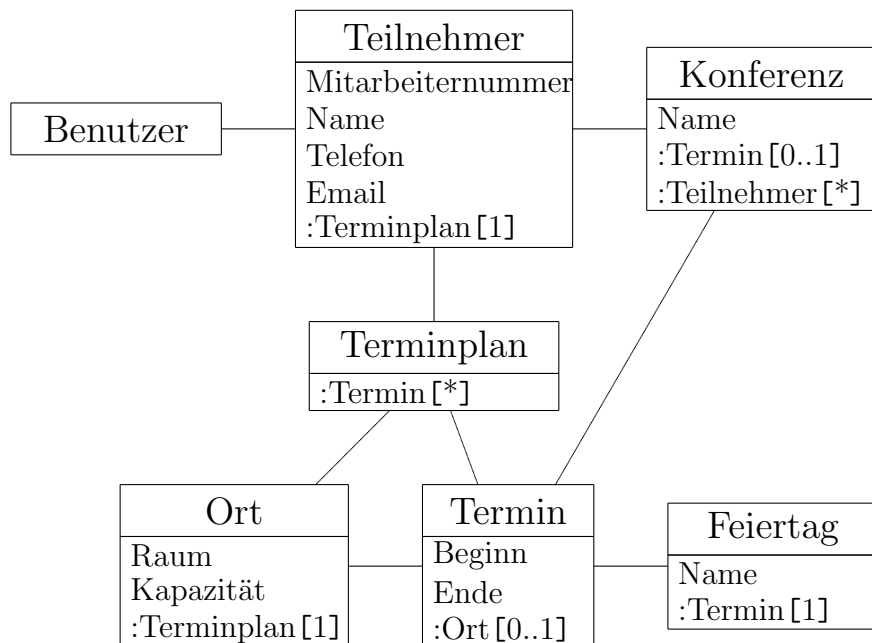 Teilnehmer
Mitarbeiternummer
Name
Telefon
Email
:Terminplan[1]
Konferenz
Name
:Termin[0..1]
:Teilnehmer[*]
Benutzer
Terminplan
:Termin[*]
Ort
Raum
Kapazität
:Terminplan[1]
Termin
Beginn
Ende
:Ort[0..1]
Feiertag
Name
:Termin[1]